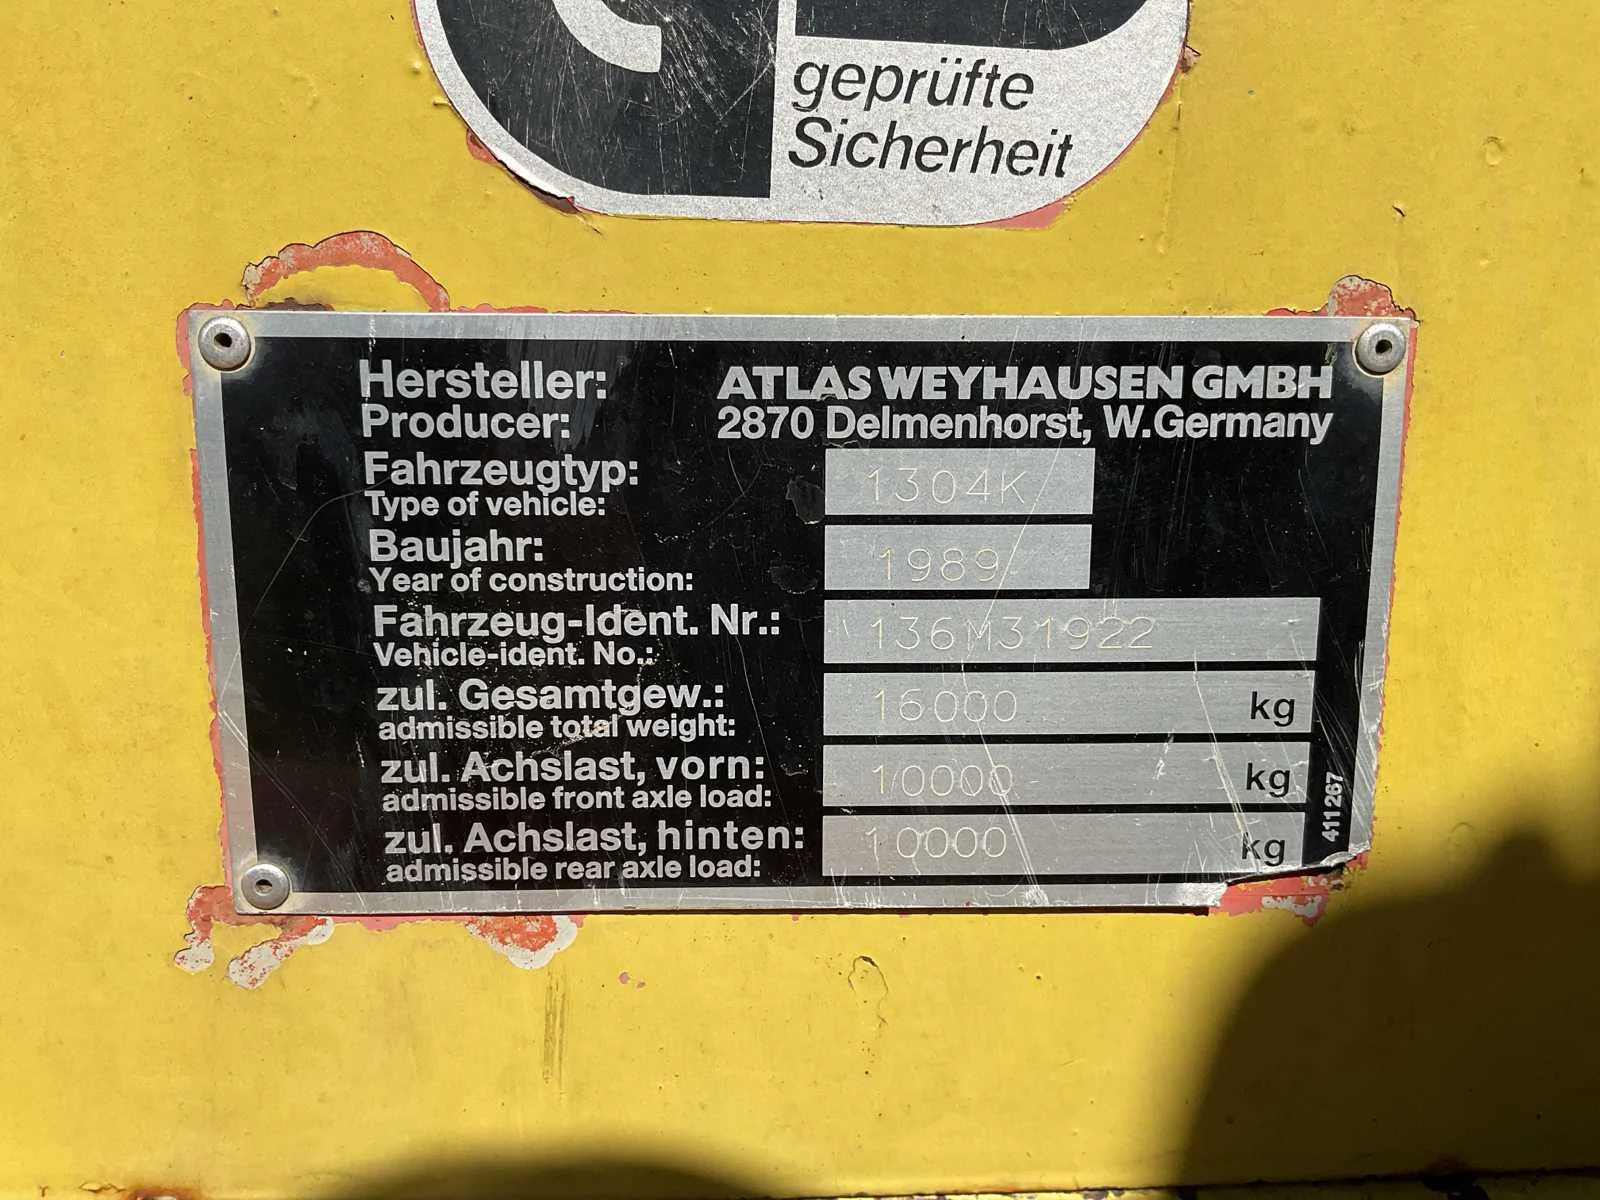 geprüfte
Sicherheit
Hersteller: ATLAS WEYHAUSEN GMBH
Producer: 2870 Delmenhorst, W.Germany
Fahrzeugtyp: 1304K
Type of vehicle:
Baujahr: 1989
Year of construction:
Fahrzeug-Ident. Nr.: 136M31922
Vehicle-ident. No.:
zul. Gesamtgew.: 16000 kg
admissible total weight:
zul. Achslast, vorn: 10000 kg
admissible front axle load:
zul. Achslast, hinten: 10000 kg
admissible rear axle load:
411 267